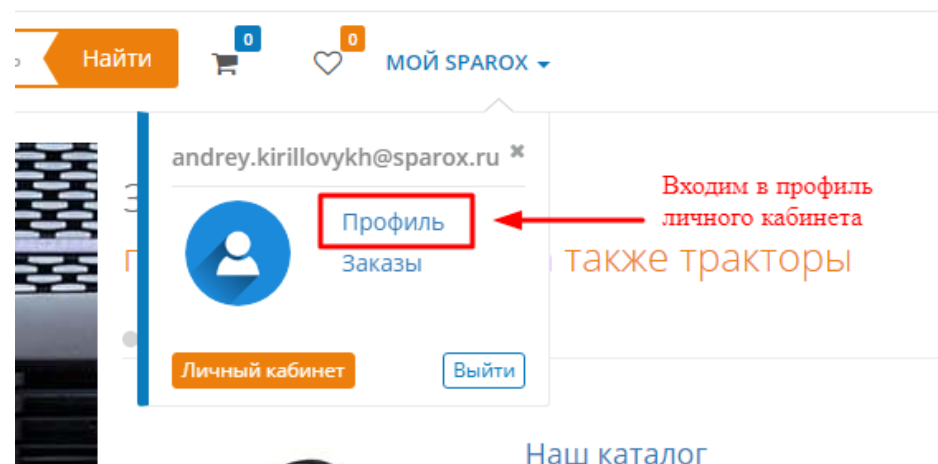 Найти
0
0
МОЙ SPAROX
andrey.kirillovykh@sparox.ru
Входим в профиль
личного кабинета
Профиль
Заказы
также тракторы
Личный кабинет
Выйти
Наш каталог